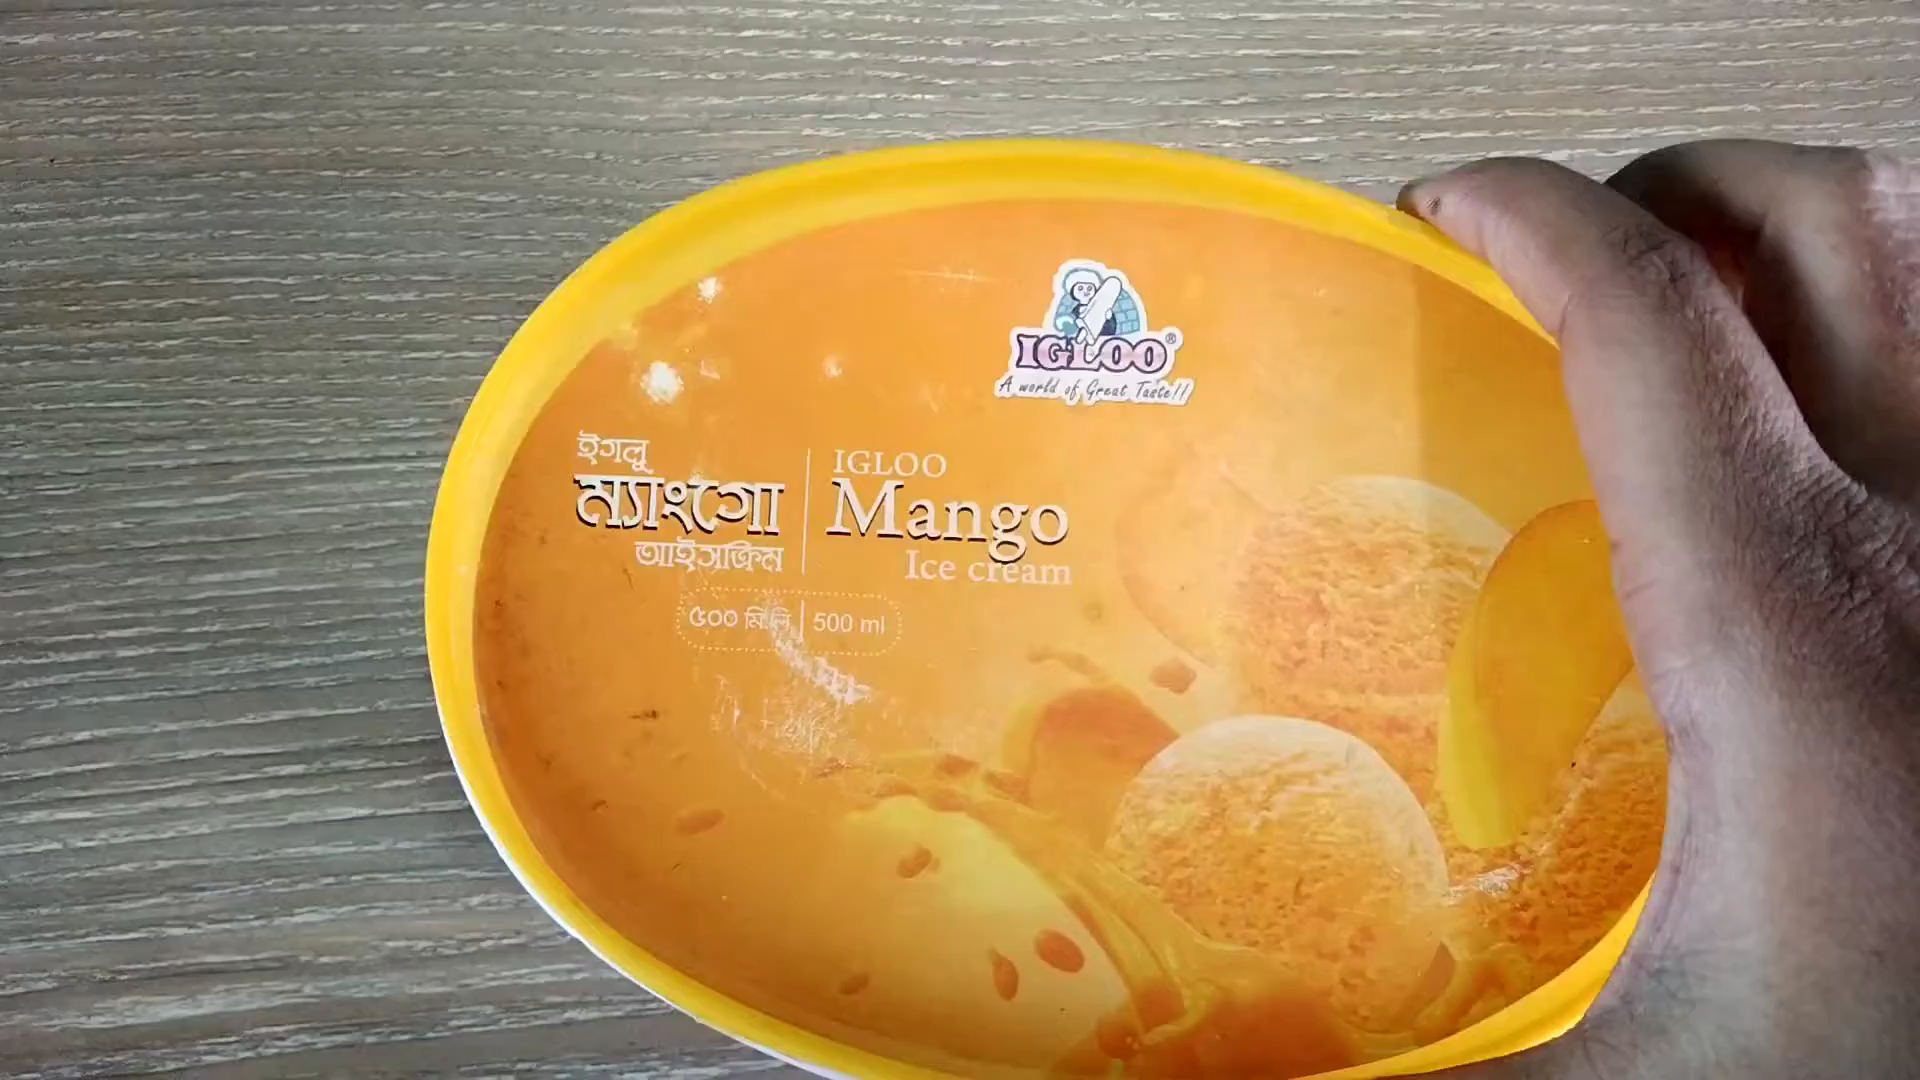 IGLOO®
A world of Great Taste!!
ইগলু
ম্যাংগো
আইসক্রিম
IGLOO
Mango
Ice cream
৫০০ মি.লি | 500 ml